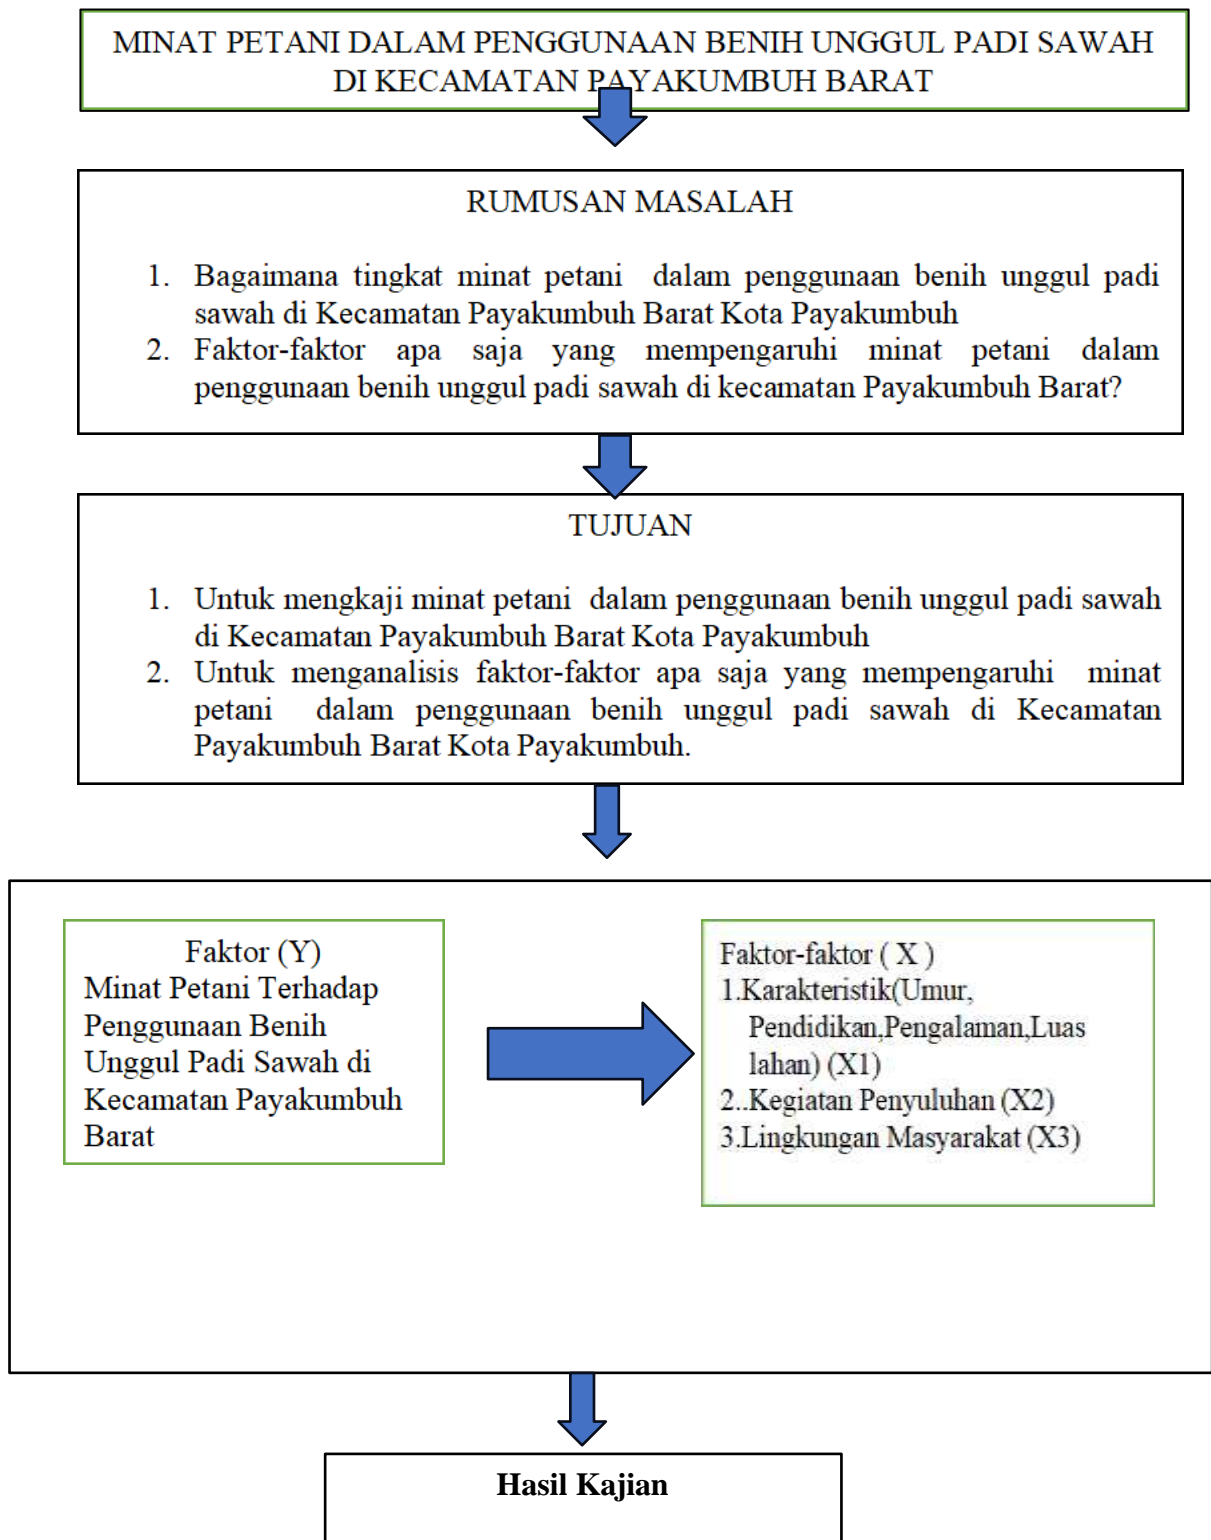 MINAT PETANI DALAM PENGGUNAAN BENIH UNGGUL PADI SAWAH
DI KECAMATAN PAYAKUMBUH BARAT
RUMUSAN MASALAH
1. Bagaimana tingkat minat petani dalam penggunaan benih unggul padi
sawah di Kecamatan Payakumbuh Barat Kota Payakumbuh
2. Faktor-faktor apa saja yang mempengaruhi minat petani dalam
penggunaan benih unggul padi sawah di kecamatan Payakumbuh Barat?
TUJUAN
1. Untuk mengkaji minat petani dalam penggunaan benih unggul padi sawah
di Kecamatan Payakumbuh Barat Kota Payakumbuh
2. Untuk menganalisis faktor-faktor apa saja yang mempengaruhi minat
petani dalam penggunaan benih unggul padi sawah di Kecamatan
Payakumbuh Barat Kota Payakumbuh.
Faktor (Y)
Minat Petani Terhadap
Penggunaan Benih
Unggul Padi Sawah di
Kecamatan Payakumbuh
Barat
Faktor-faktor ( X )
1.Karakteristik(Umur,
Pendidikan,Pengalaman,Luas
lahan) (X1)
2..Kegiatan Penyuluhan (X2)
3.Lingkungan Masyarakat (X3)
Hasil Kajian